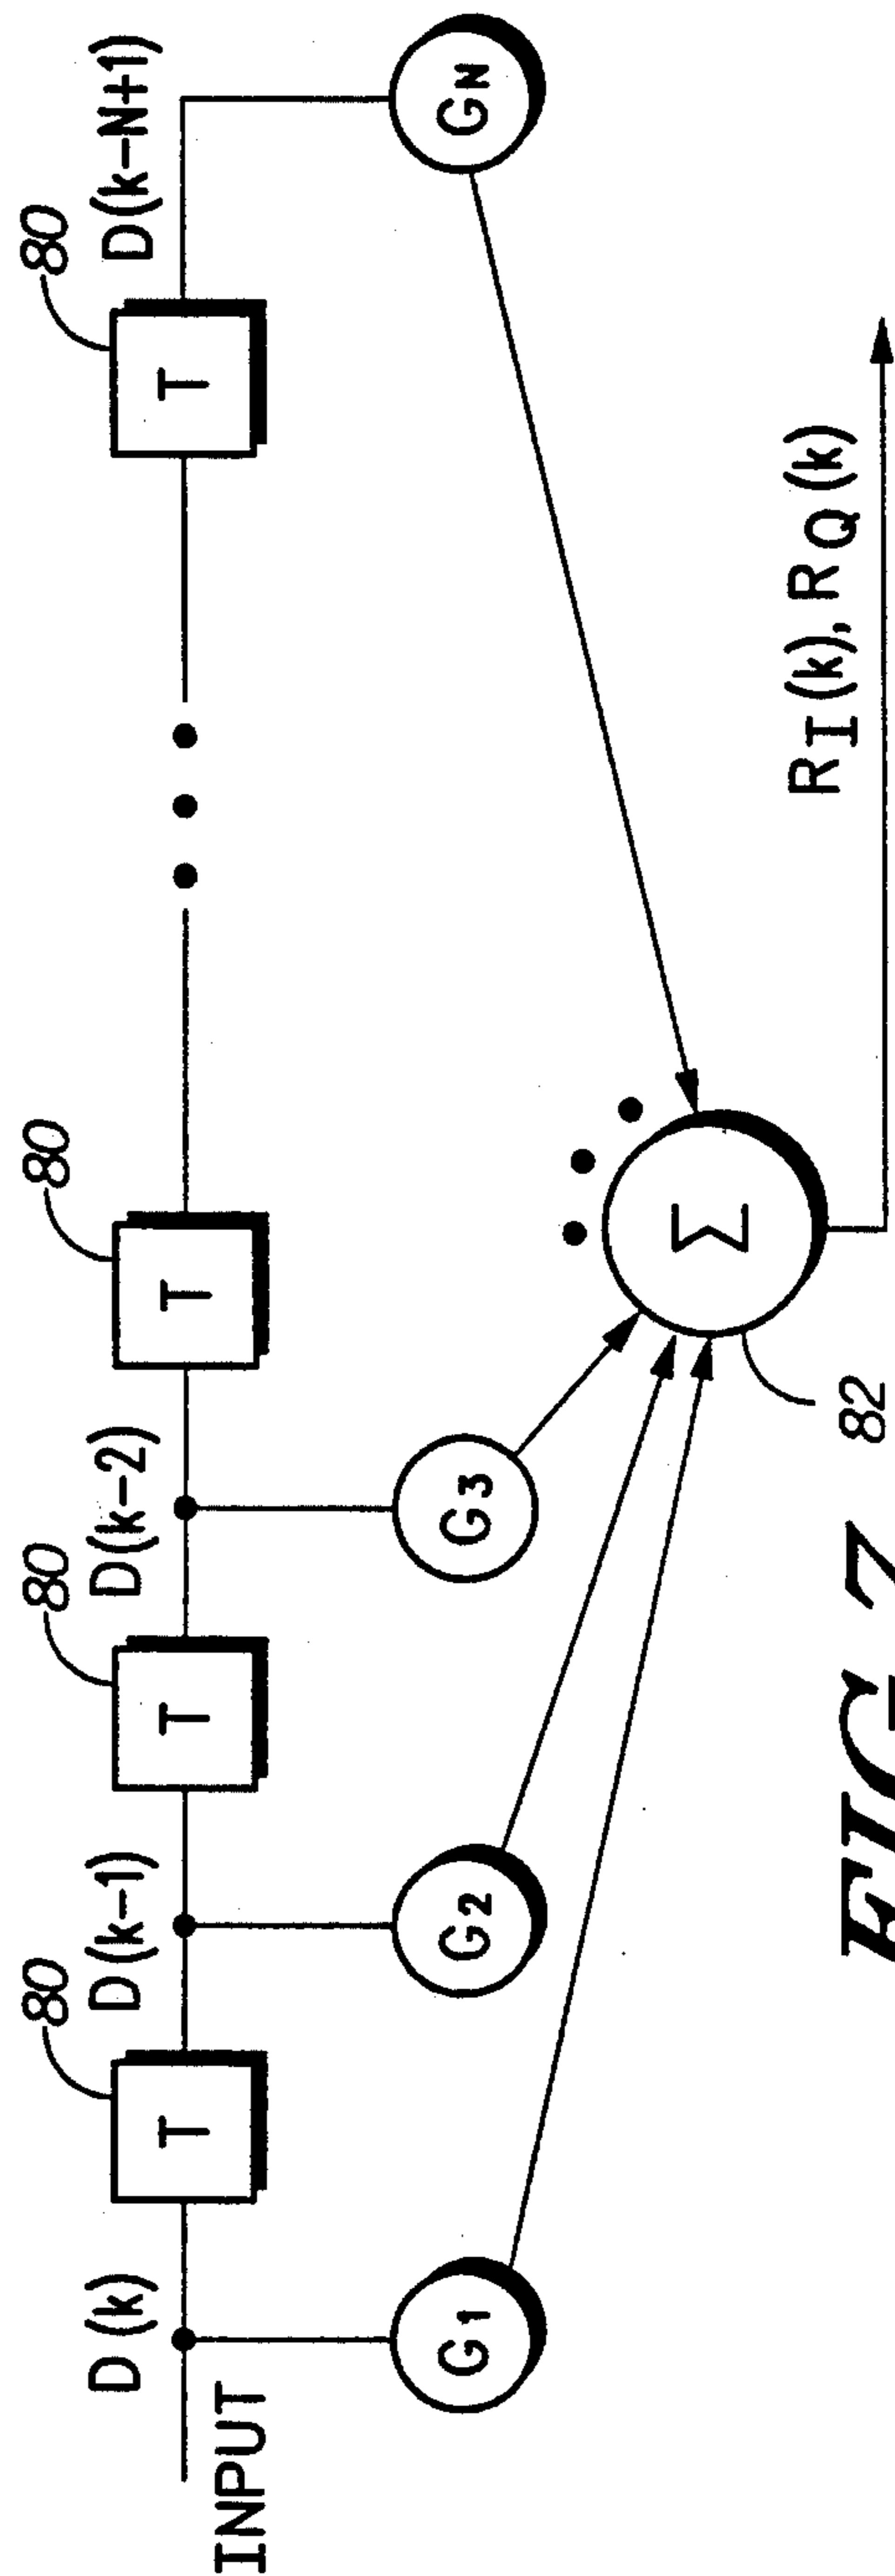 80 80 80 80
D(k) D(k-1) D(k-2) D(k-N+1)
T T T T
INPUT
G1 G2 G3 GN
Σ
RI(k), RQ(k)
82
FIG. 7